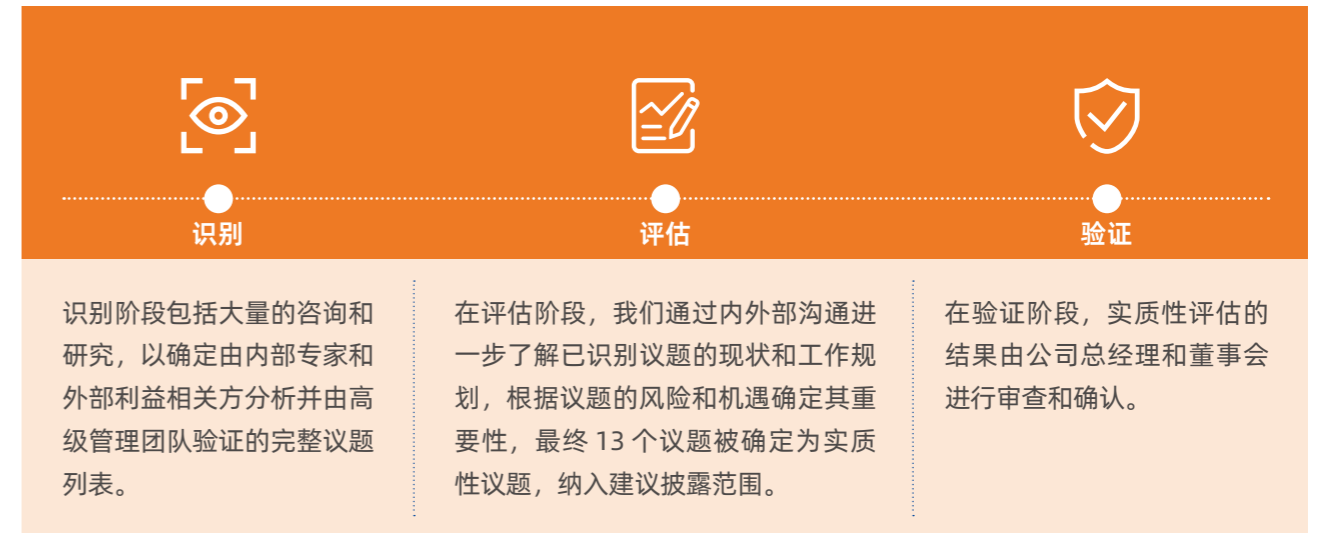 识别
评估
验证
识别阶段包括大量的咨询和
研究，以确定由内部专家和
外部利益相关方分析并由高
级管理团队验证的完整议题
列表。
在评估阶段，我们通过内外部沟通进
一步了解已识别议题的现状和工作规
划，根据议题的风险和机遇确定其重
要性，最终 13 个议题被确定为实质
性议题，纳入建议披露范围。
在验证阶段，实质性评估的
结果由公司总经理和董事会
进行审查和确认。